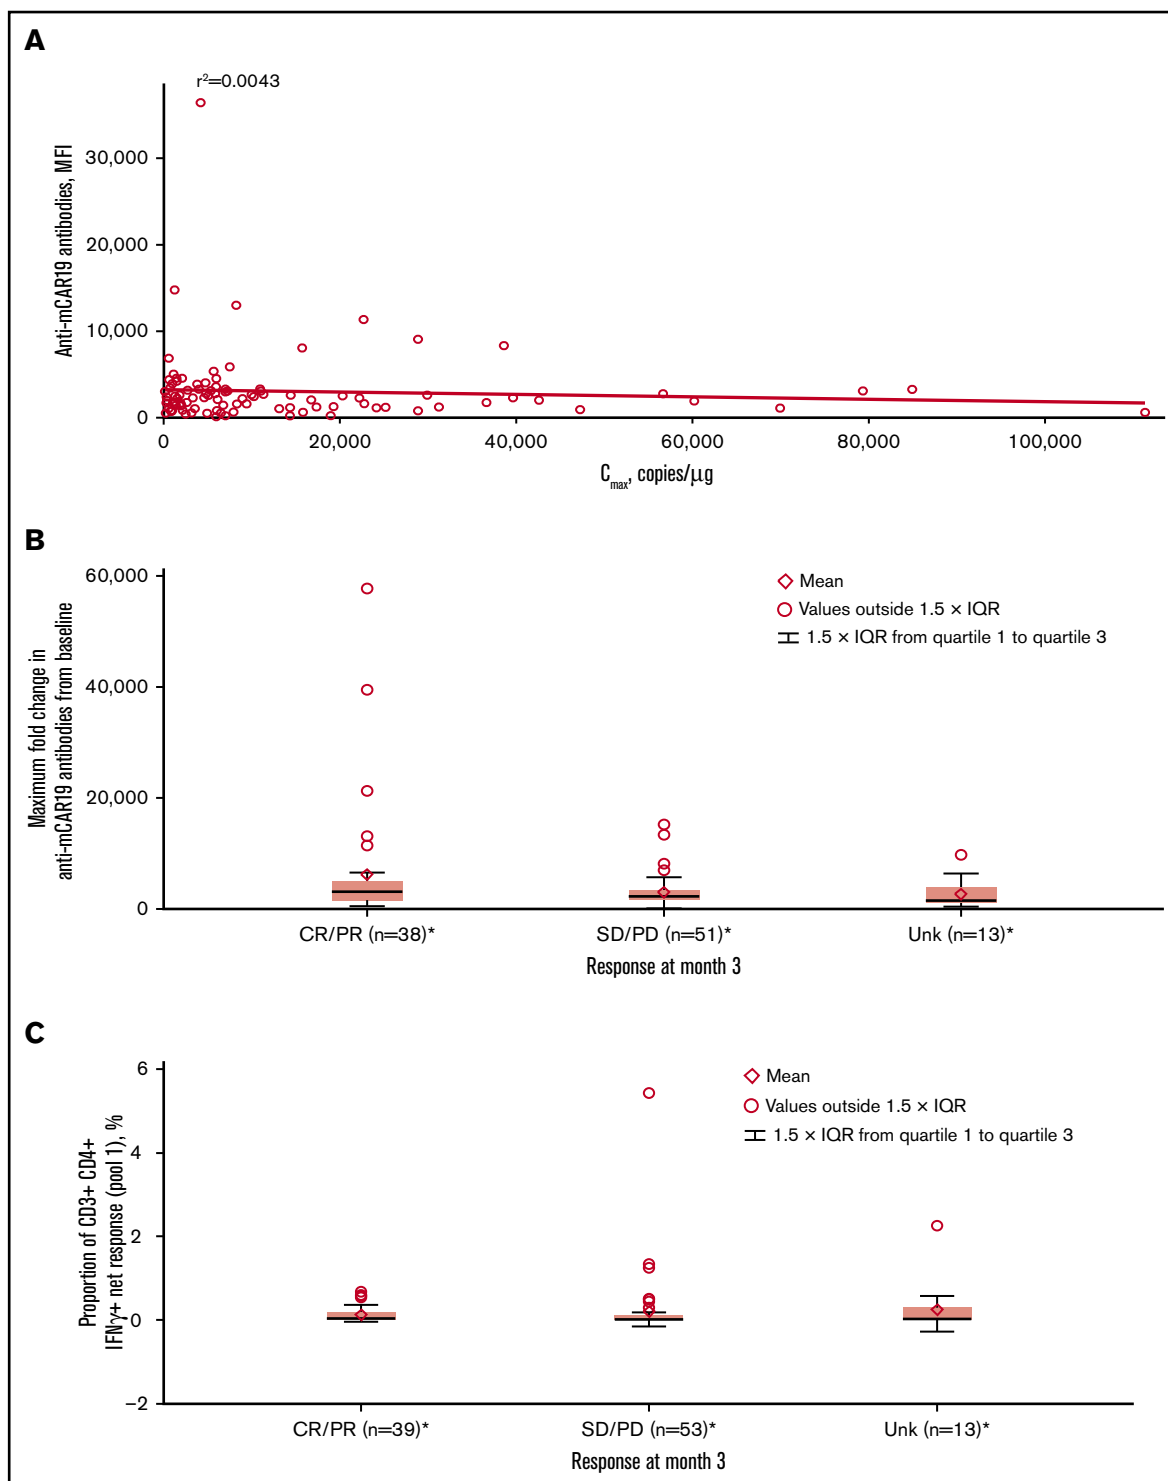 A
r²=0.0043
Anti-mCAR19 antibodies, MFI
30,000
20,000
10,000
0
0
20,000
40,000
60,000
80,000
100,000
Cmax, copies/μg
B
Maximum fold change in
anti-mCAR19 antibodies from baseline
60,000
40,000
20,000
0
Mean
Values outside 1.5 × IQR
1.5 × IQR from quartile 1 to quartile 3
CR/PR (n=38)*
SD/PD (n=51)*
Unk (n=13)*
Response at month 3
C
Proportion of CD3+ CD4+
IFNγ+ net response (pool 1), %
6
4
2
0
−2
Mean
Values outside 1.5 × IQR
1.5 × IQR from quartile 1 to quartile 3
CR/PR (n=39)*
SD/PD (n=53)*
Unk (n=13)*
Response at month 3